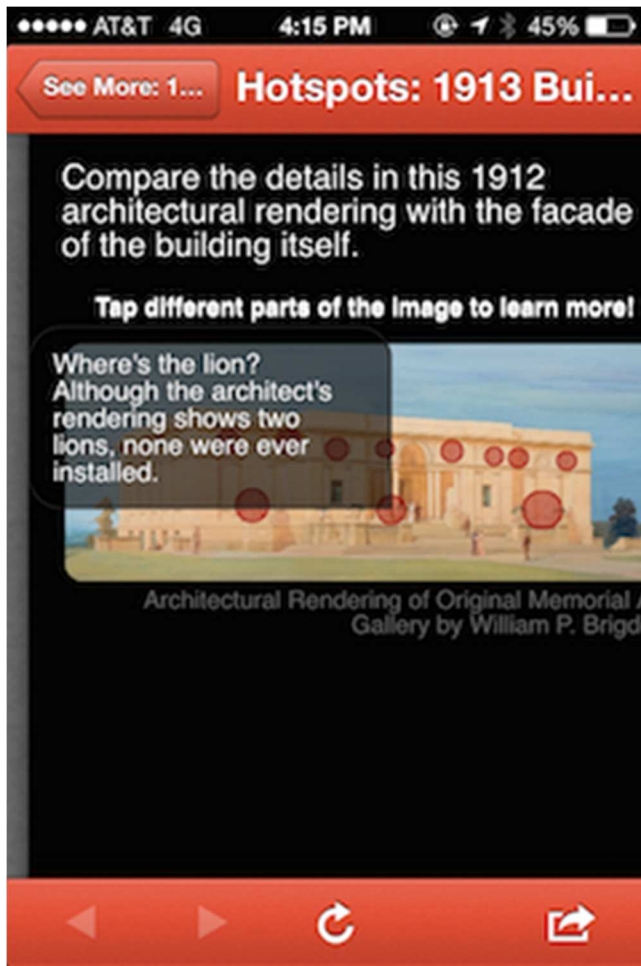 AT&T 4G 4:15 PM 45%
See More: 1... Hotspots: 1913 Bui...
Compare the details in this 1912
architectural rendering with the facade
of the building itself.
Tap different parts of the image to learn more!
Where's the lion?
Although the architect's
rendering shows two
lions, none were ever
installed.
Architectural Rendering of Original Memorial A
Gallery by William P. Brigd